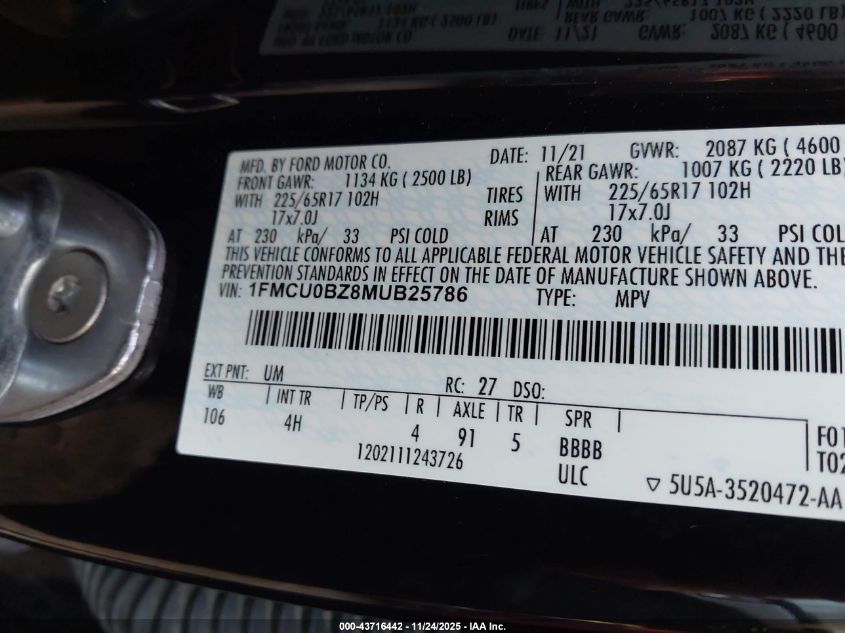 MFD. BY FORD MOTOR CO. DATE: 11/21 GVWR: 2087 KG ( 4600
FRONT GAWR: 1134 KG ( 2500 LB) REAR GAWR: 1007 KG ( 2220 LB)
WITH 225/65R17 102H TIRES WITH 225/65R17 102H
17x7.0J RIMS 17x7.0J
AT 230 kPa/ 33 PSI COLD AT 230 kPa/ 33 PSI COL
THIS VEHICLE CONFORMS TO ALL APPLICABLE FEDERAL MOTOR VEHICLE SAFETY AND THE
PREVENTION STANDARDS IN EFFECT ON THE DATE OF MANUFACTURE SHOWN ABOVE.
VIN: 1FMCU0BZ8MUB25786 TYPE: MPV
EXT PNT: UM RC: 27 DSO:
WB INT TR TP/PS R AXLE TR SPR
106 4H 4 91 5 BBBB
1202111243726 ULC
F01
T02
▽ 5U5A-3520472-AA
000-43716442 - 11/24/2025 - IAA Inc.